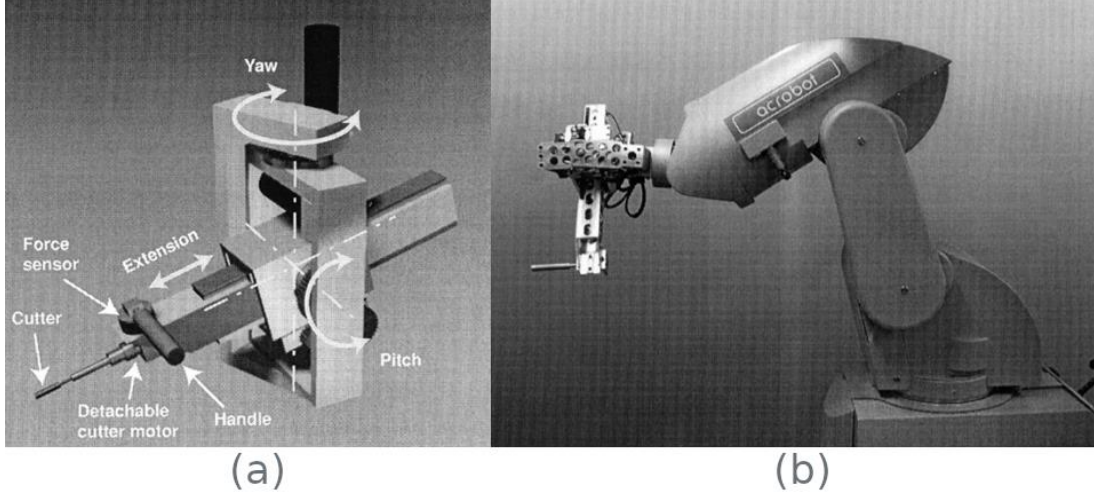 Yaw
Force
sensor
Extension
Cutter
Pitch
Detachable
cutter motor
Handle
acrobot
(a)
(b)